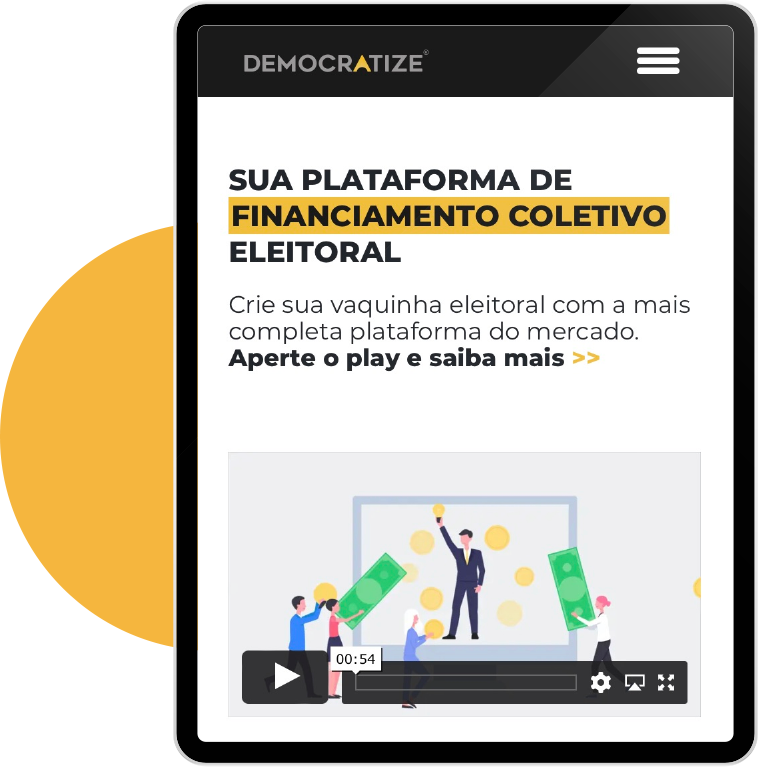 DEMOCRATIZE®
SUA PLATAFORMA DE
FINANCIAMENTO COLETIVO
ELEITORAL
Crie sua vaquinha eleitoral com a mais
completa plataforma do mercado.
Aperte o play e saiba mais >>
00:54